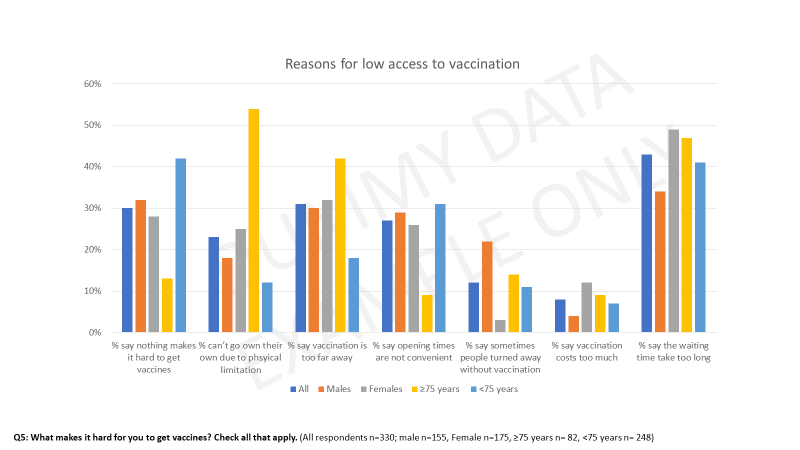 Reasons for low access to vaccination
60%
50%
40%
30%
20%
10%
0%
% say nothing makes
it hard to get
vaccines
% can't go own their
own due to phsyical
limitation
% say vaccination is
too far away
% say opening times
are not convenient
% say sometimes
people turned away
without vaccination
% say vaccination
costs too much
% say the waiting
time take too long
All Males Females ≥75 years <75 years
DUMMY DATA
EXAMPLE ONLY
Q5: What makes it hard for you to get vaccines? Check all that apply. (All respondents n=330; male n=155, Female n=175, ≥75 years n= 82, <75 years n= 248)